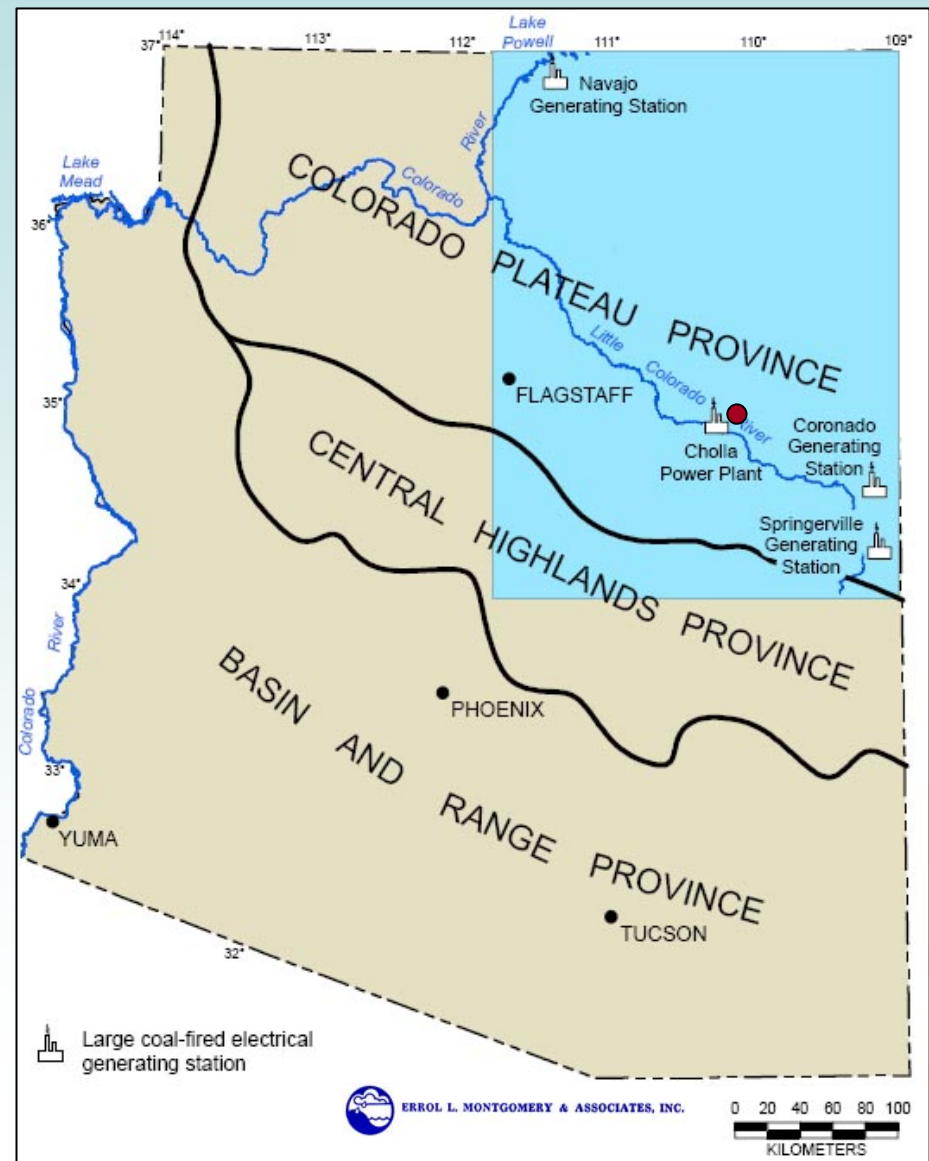 Lake
Powell
37°
114°
113°
112°
111°
110°
109°
Navajo
Generating Station
River
Lake
Mead
Colorado
36°
COLORADO PLATEAU PROVINCE
Little
Colorado
River
35°
FLAGSTAFF
Cholla
Power Plant
Coronado
Generating
Station
Springerville
Generating
Station
CENTRAL HIGHLANDS PROVINCE
34°
Colorado River
BASIN AND RANGE PROVINCE
PHOENIX
33°
YUMA
TUCSON
32°
Large coal-fired electrical
generating station
ERROL L. MONTGOMERY & ASSOCIATES, INC.
0 20 40 60 80 100
KILOMETERS